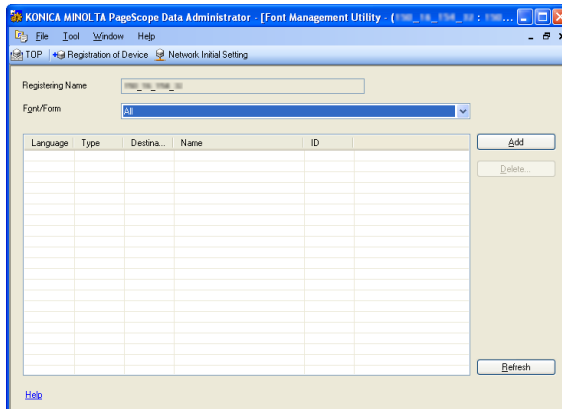 KONICA MINOLTA PageScope Data Administrator - [Font Management Utility - (
File Tool Window Help
TOP Registration of Device Network Initial Setting
Registering Name
Font/Form All
Language Type Destina... Name ID
Add
Delete...
Refresh
Help